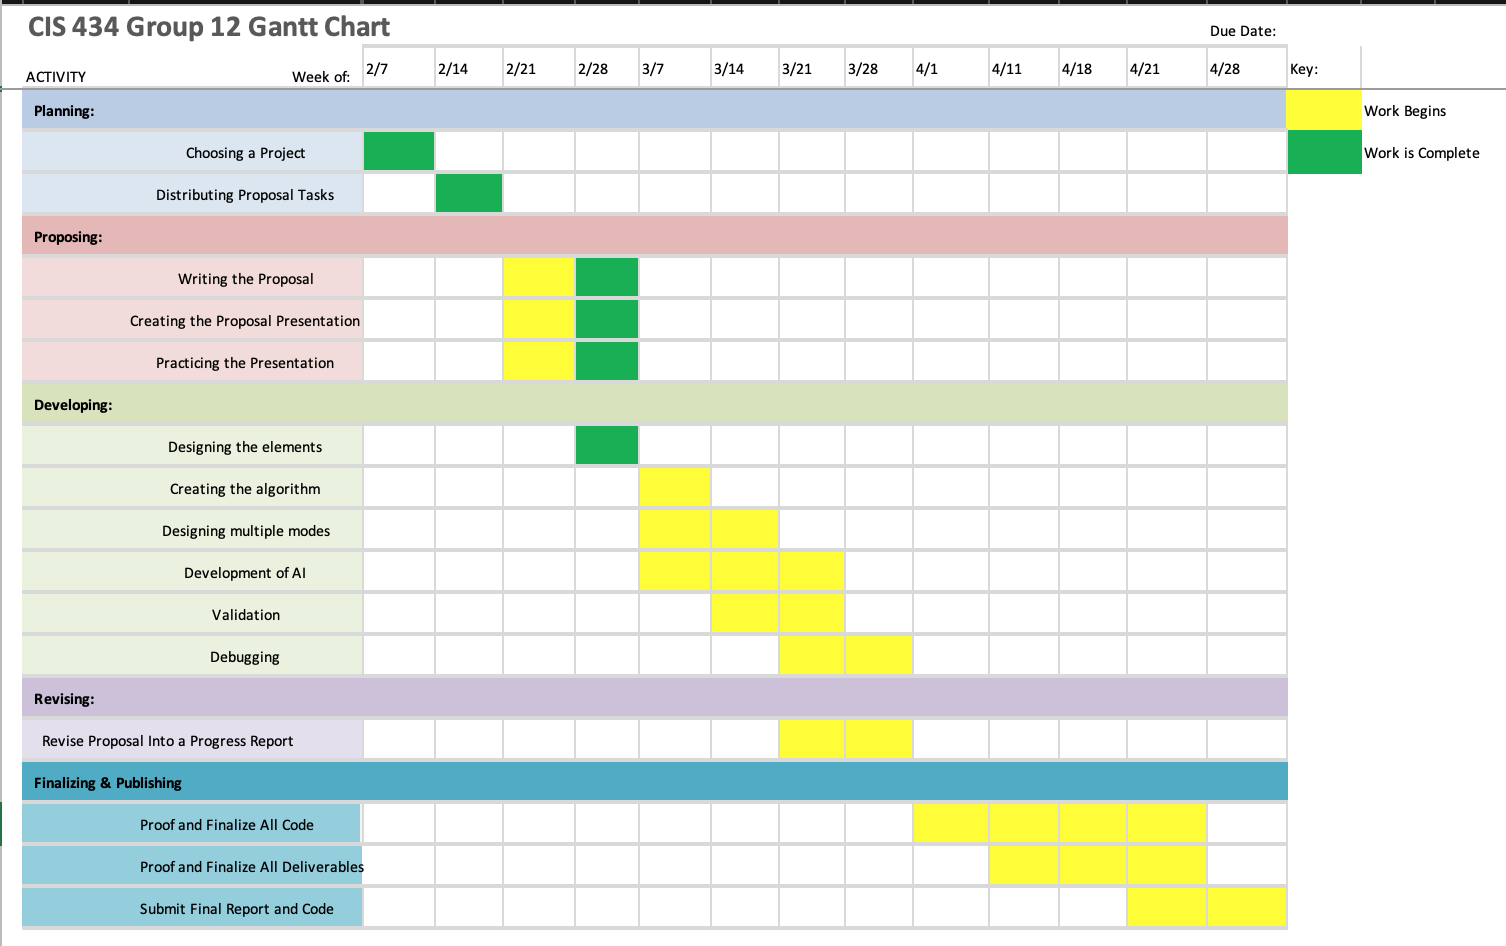 CIS 434 Group 12 Gantt Chart
Due Date:
ACTIVITY Week of: 2/7 2/14 2/21 2/28 3/7 3/14 3/21 3/28 4/1 4/11 4/18 4/21 4/28 Key:
Planning: Work Begins
Choosing a Project Work is Complete
Distributing Proposal Tasks
Proposing:
Writing the Proposal
Creating the Proposal Presentation
Practicing the Presentation
Developing:
Designing the elements
Creating the algorithm
Designing multiple modes
Development of AI
Validation
Debugging
Revising:
Revise Proposal Into a Progress Report
Finalizing & Publishing
Proof and Finalize All Code
Proof and Finalize All Deliverables
Submit Final Report and Code